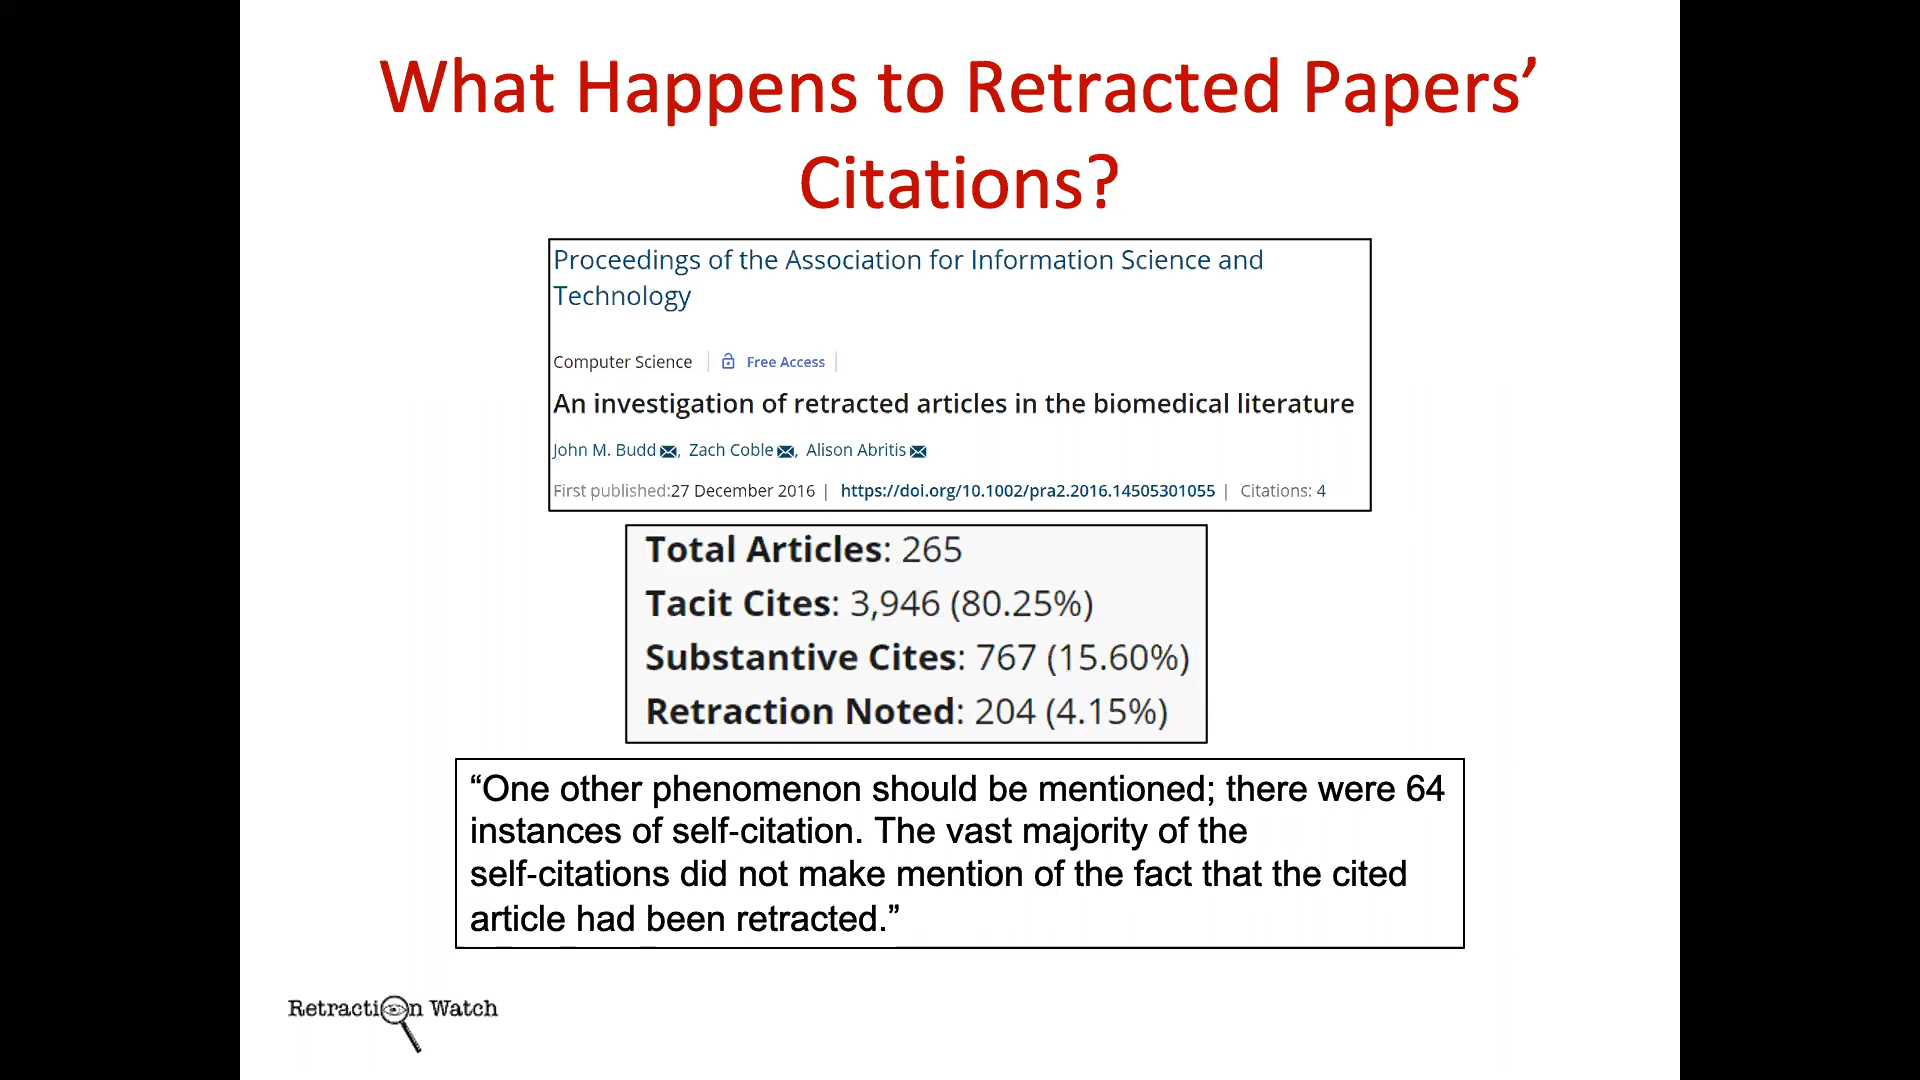 What Happens to Retracted Papers’
Citations?
Proceedings of the Association for Information Science and
Technology
Computer Science | Free Access |
An investigation of retracted articles in the biomedical literature
John M. Budd, Zach Coble, Alison Abritis
First published:27 December 2016 | https://doi.org/10.1002/pra2.2016.14505301055 | Citations: 4
Total Articles: 265
Tacit Cites: 3,946 (80.25%)
Substantive Cites: 767 (15.60%)
Retraction Noted: 204 (4.15%)
“One other phenomenon should be mentioned; there were 64
instances of self-citation. The vast majority of the
self-citations did not make mention of the fact that the cited
article had been retracted.”
Retraction Watch